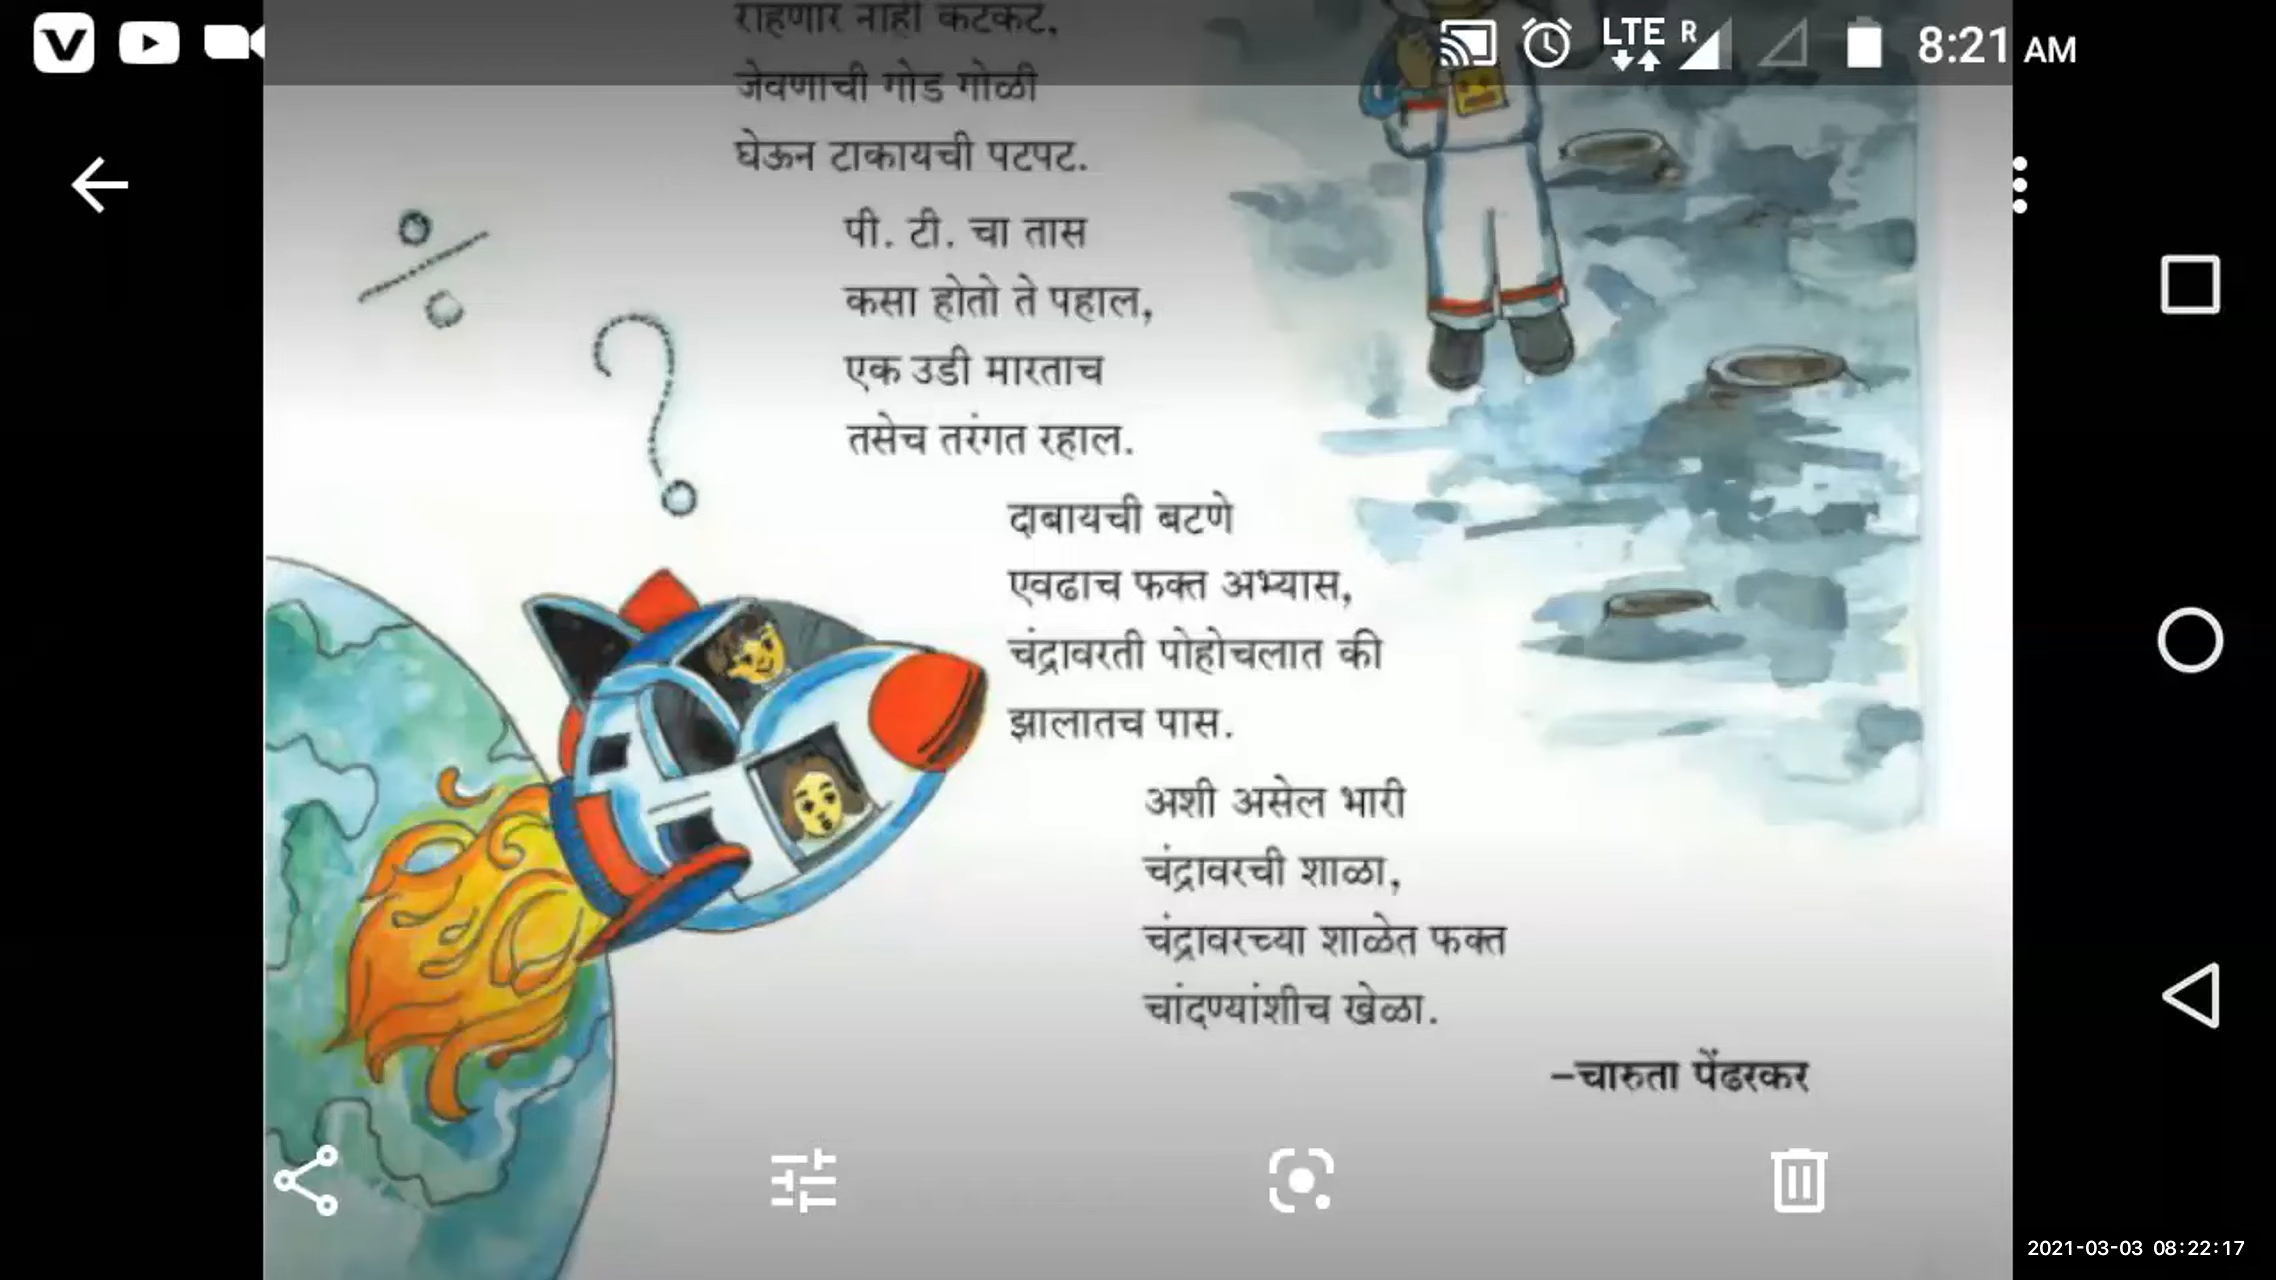 8:21 AM
LTE R
राहणार नाही कटकट,
जेवणाची गोड गोळी
घेऊन टाकायची पटपट.
पी. टी. चा तास
कसा होतो ते पहाल,
एक उडी मारताच
तसेच तरंगत रहाल.
दाबायची बटणे
एवढाच फक्त अभ्यास,
चंद्रावरती पोहोचलात की
झालातच पास.
अशी असेल भारी
चंद्रावरची शाळा,
चंद्रावरच्या शाळेत फक्त
चांदण्यांशीच खेळा.
–चारुता पेंढरकर
2021-03-03 08:22:17